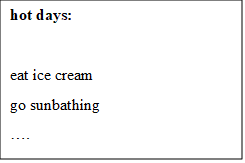 hot days:
eat ice cream
go sunbathing
….